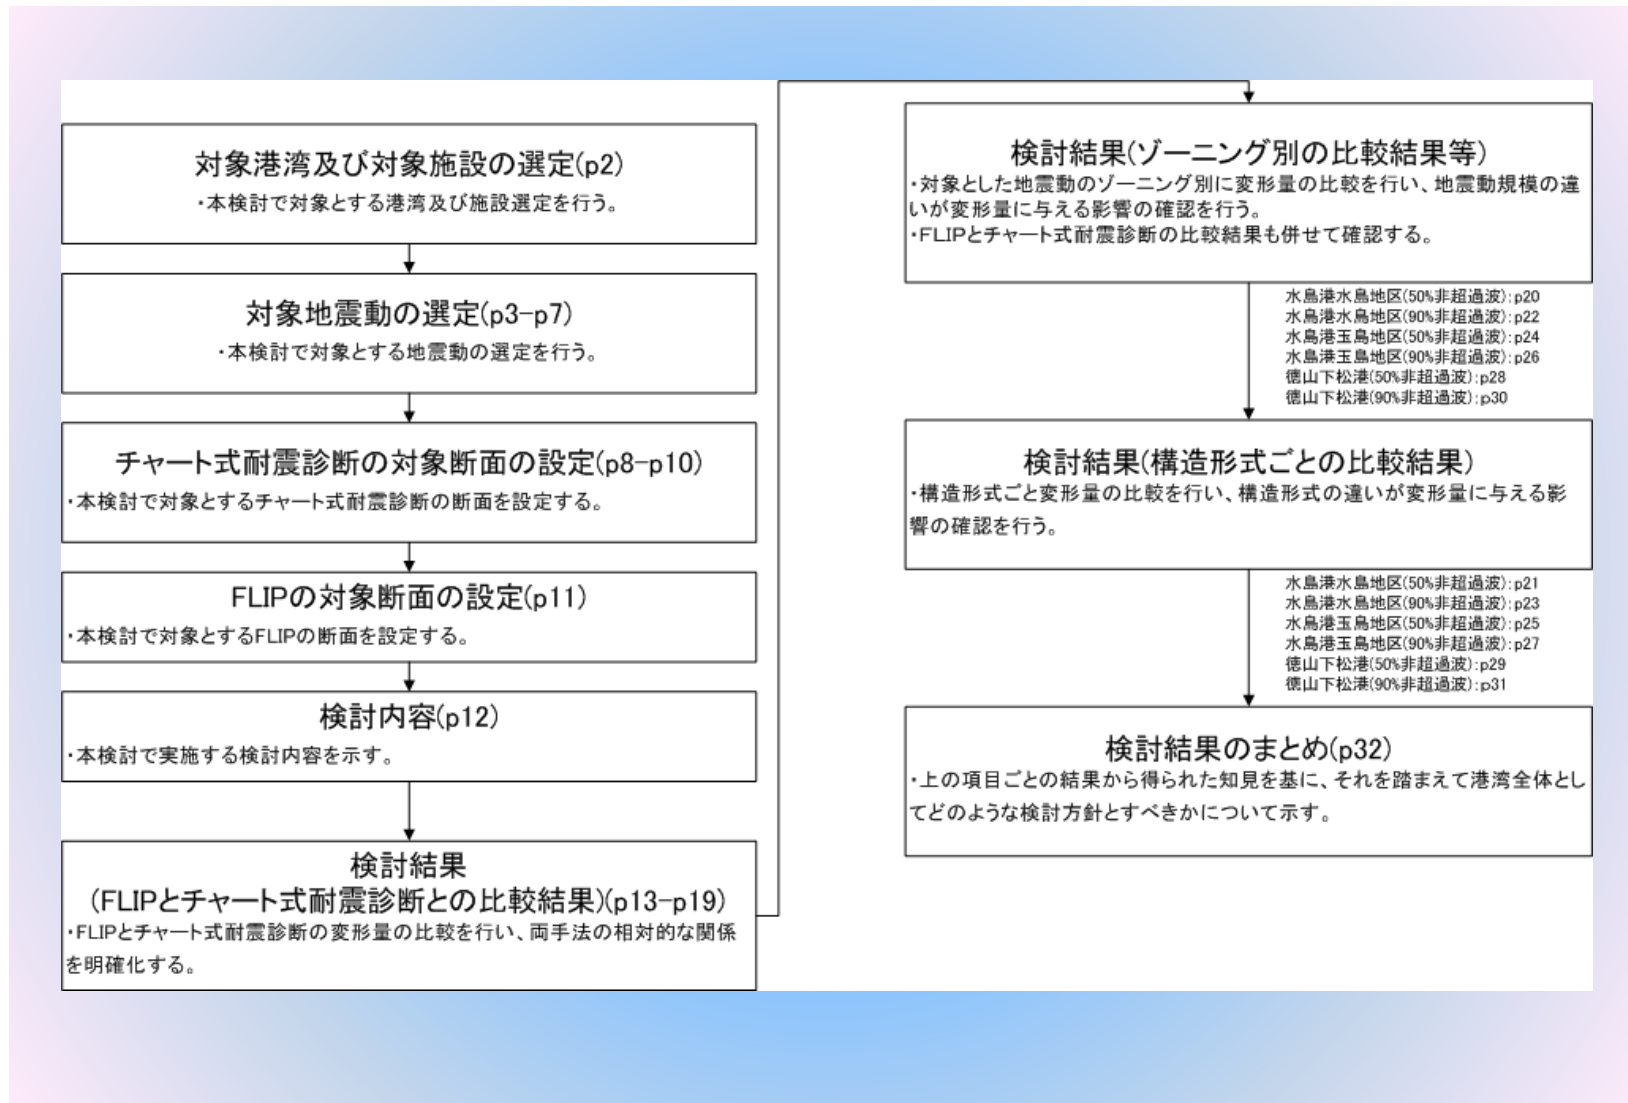 対象港湾及び対象施設の選定(p2)
・本検討で対象とする港湾及び施設選定を行う。
対象地震動の選定(p3-p7)
・本検討で対象とする地震動の選定を行う。
チャート式耐震診断の対象断面の設定(p8-p10)
・本検討で対象とするチャート式耐震診断の断面を設定する。
FLIPの対象断面の設定(p11)
・本検討で対象とするFLIPの断面を設定する。
検討内容(p12)
・本検討で実施する検討内容を示す。
検討結果
(FLIPとチャート式耐震診断との比較結果)(p13-p19)
・FLIPとチャート式耐震診断の変形量の比較を行い、両手法の相対的な関係
を明確化する。
検討結果(ゾーニング別の比較結果等)
・対象とした地震動のゾーニング別に変形量の比較を行い、地震動規模の違
いが変形量に与える影響の確認を行う。
・FLIPとチャート式耐震診断の比較結果も併せて確認する。
水島港水島地区(50%非超過波):p20
水島港水島地区(90%非超過波):p22
水島港玉島地区(50%非超過波):p24
水島港玉島地区(90%非超過波):p26
徳山下松港(50%非超過波):p28
徳山下松港(90%非超過波):p30
検討結果(構造形式ごとの比較結果)
・構造形式ごと変形量の比較を行い、構造形式の違いが変形量に与える影
響の確認を行う。
水島港水島地区(50%非超過波):p21
水島港水島地区(90%非超過波):p23
水島港玉島地区(50%非超過波):p25
水島港玉島地区(90%非超過波):p27
徳山下松港(50%非超過波):p29
徳山下松港(90%非超過波):p31
検討結果のまとめ(p32)
・上の項目ごとの結果から得られた知見を基に、それを踏まえて港湾全体とし
てどのような検討方針とすべきかについて示す。